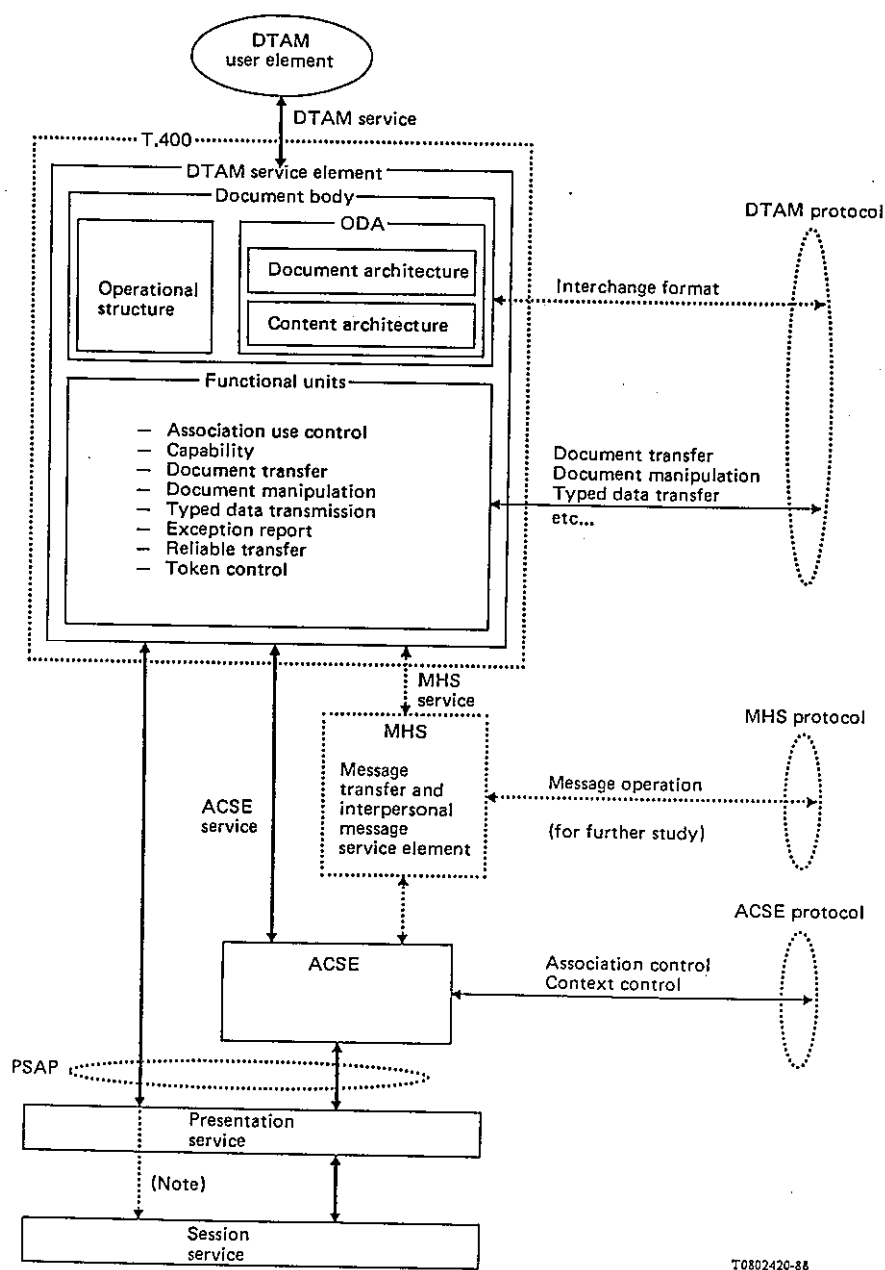 DTAM
user element
DTAM service
T.400
DTAM service element
Document body
ODA
Operational
structure
Document architecture
Content architecture
DTAM protocol
Interchange format
Functional units
— Association use control
— Capability
— Document transfer
— Document manipulation
— Typed data transmission
— Exception report
— Reliable transfer
— Token control
Document transfer
Document manipulation
Typed data transfer
etc...
MHS
service
MHS
Message
transfer and
interpersonal
message
service element
MHS protocol
Message operation
(for further study)
ACSE
service
ACSE protocol
ACSE
Association control
Context control
PSAP
Presentation
service
(Note)
Session
service
T0802420-88